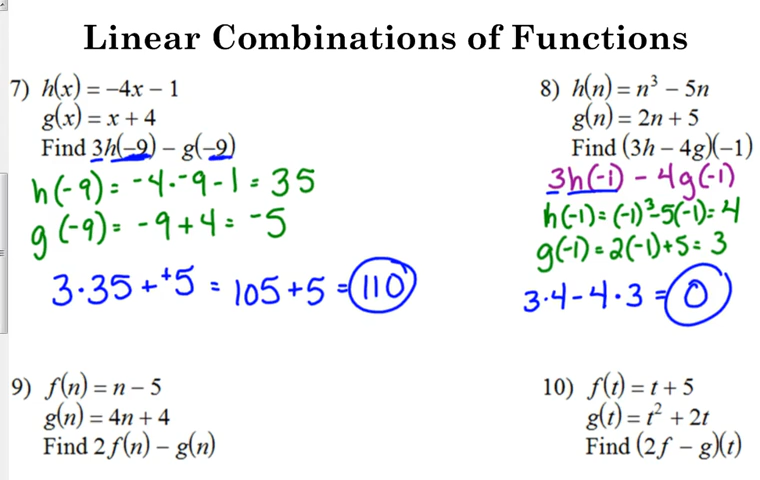 Linear Combinations of Functions
7) h(x) = −4x − 1
g(x) = x + 4
Find 3h(−9) − g(−9)
h(-9) = -4·-9 - 1 = 35
g(-9) = -9 + 4 = -5
3·35 + +5 = 105 + 5 = 110
8) h(n) = n³ − 5n
g(n) = 2n + 5
Find (3h − 4g)(−1)
3h(-1) - 4g(-1)
h(-1) = (-1)³ - 5(-1) = 4
g(-1) = 2(-1) + 5 = 3
3·4 - 4·3 = 0
9) f(n) = n − 5
g(n) = 4n + 4
Find 2f(n) − g(n)
10) f(t) = t + 5
g(t) = t² + 2t
Find (2f − g)(t)